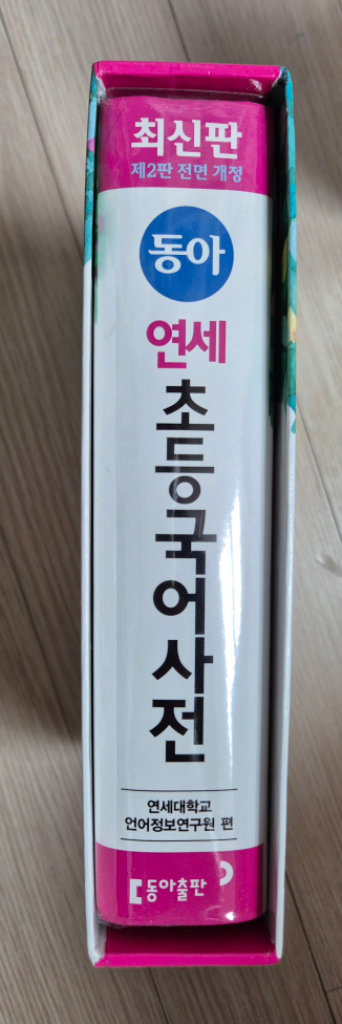 최신판
제2판 전면 개정
동아
연세
초등국어사전
연세대학교
언어정보연구원 편
동아출판